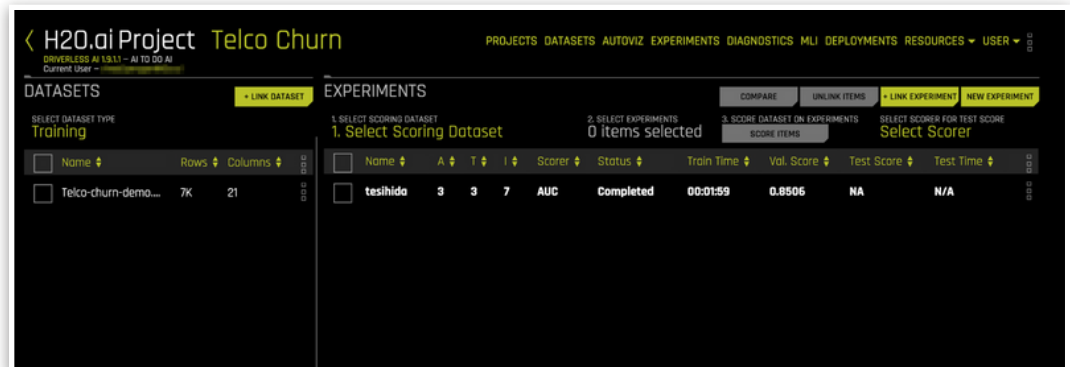 H2O.ai Project Telco Churn
DRIVERLESS AI 1.9.1.1 – AI TO DO AI
Current User –
PROJECTS DATASETS AUTOVIZ EXPERIMENTS DIAGNOSTICS MLI DEPLOYMENTS RESOURCES USER
DATASETS
+ LINK DATASET
SELECT DATASET TYPE
Training
Name Rows Columns
Telco-churn-demo.... 7K 21
EXPERIMENTS
COMPARE UNLINK ITEMS + LINK EXPERIMENT NEW EXPERIMENT
1. SELECT SCORING DATASET
1. Select Scoring Dataset
2. SELECT EXPERIMENTS
0 items selected
3. SCORE DATASET ON EXPERIMENTS
SCORE ITEMS
SELECT SCORER FOR TEST SCORE
Select Scorer
Name A T I Scorer Status Train Time Val. Score Test Score Test Time
tesihida 3 3 7 AUC Completed 00:01:59 0.8506 NA N/A